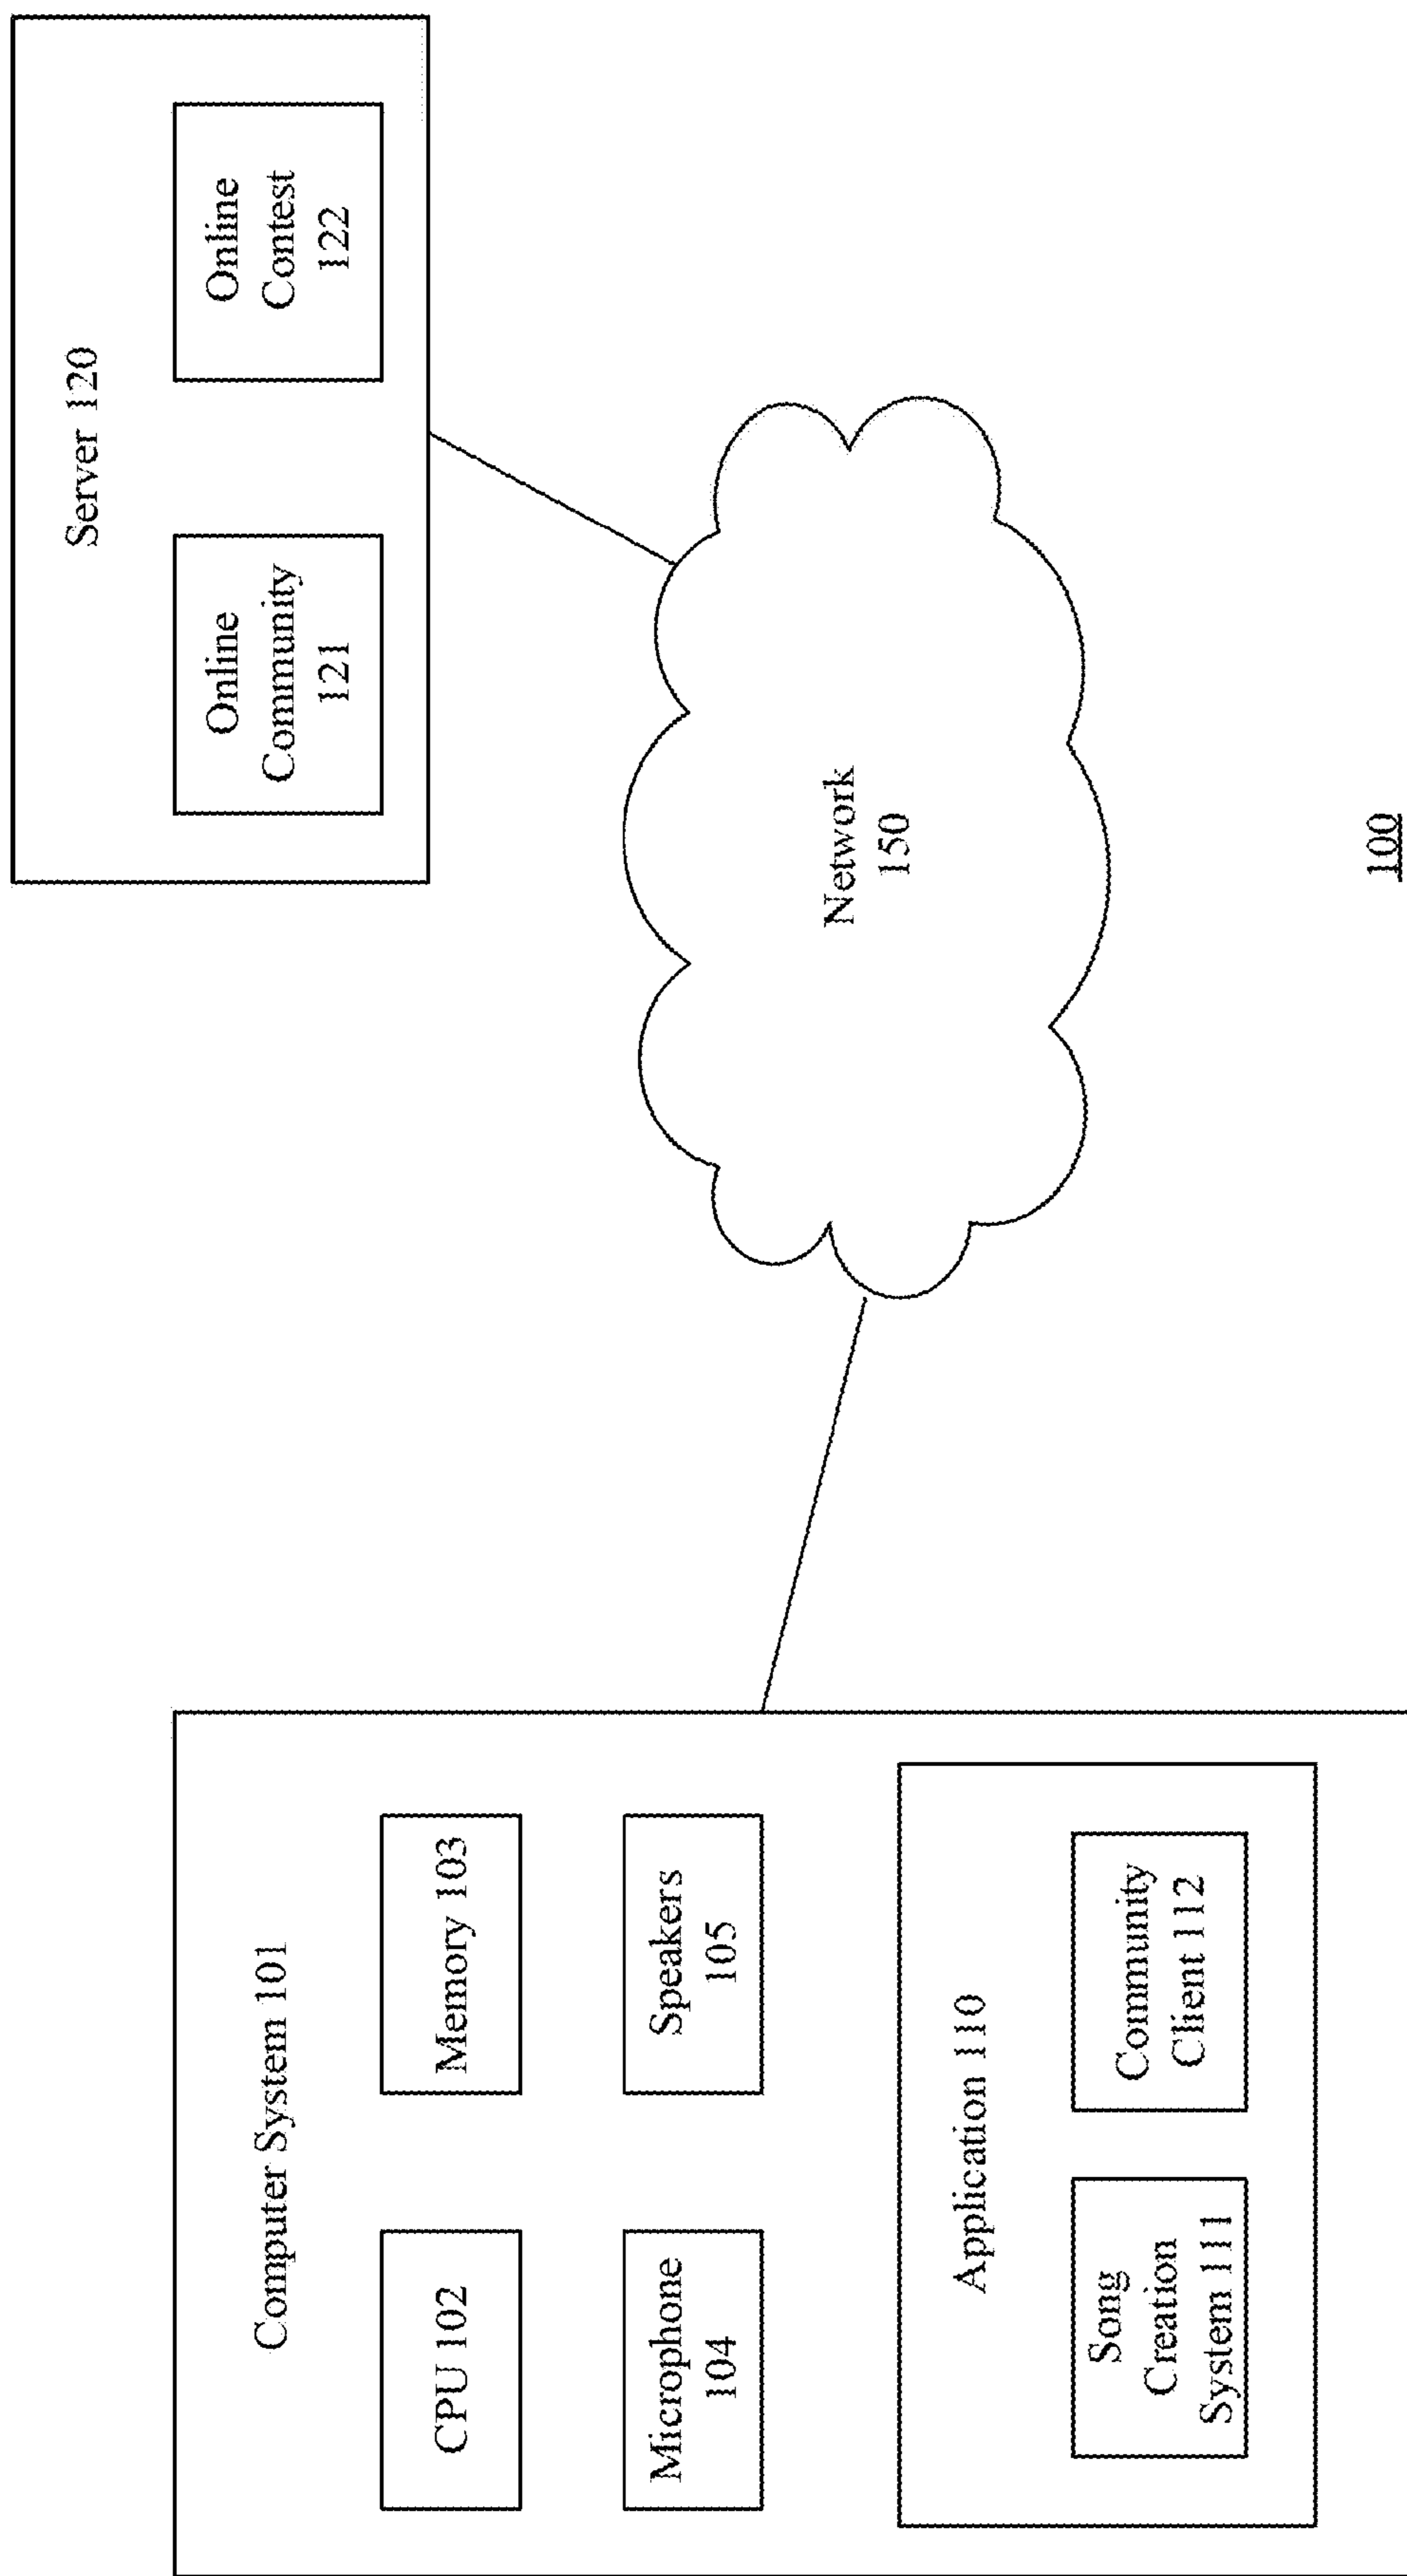 Computer System 101
CPU 102
Memory 103
Microphone
104
Speakers
105
Application 110
Song
Creation
System 111
Community
Client 112
Server 120
Online
Community
121
Online
Contest
122
Network
150
100